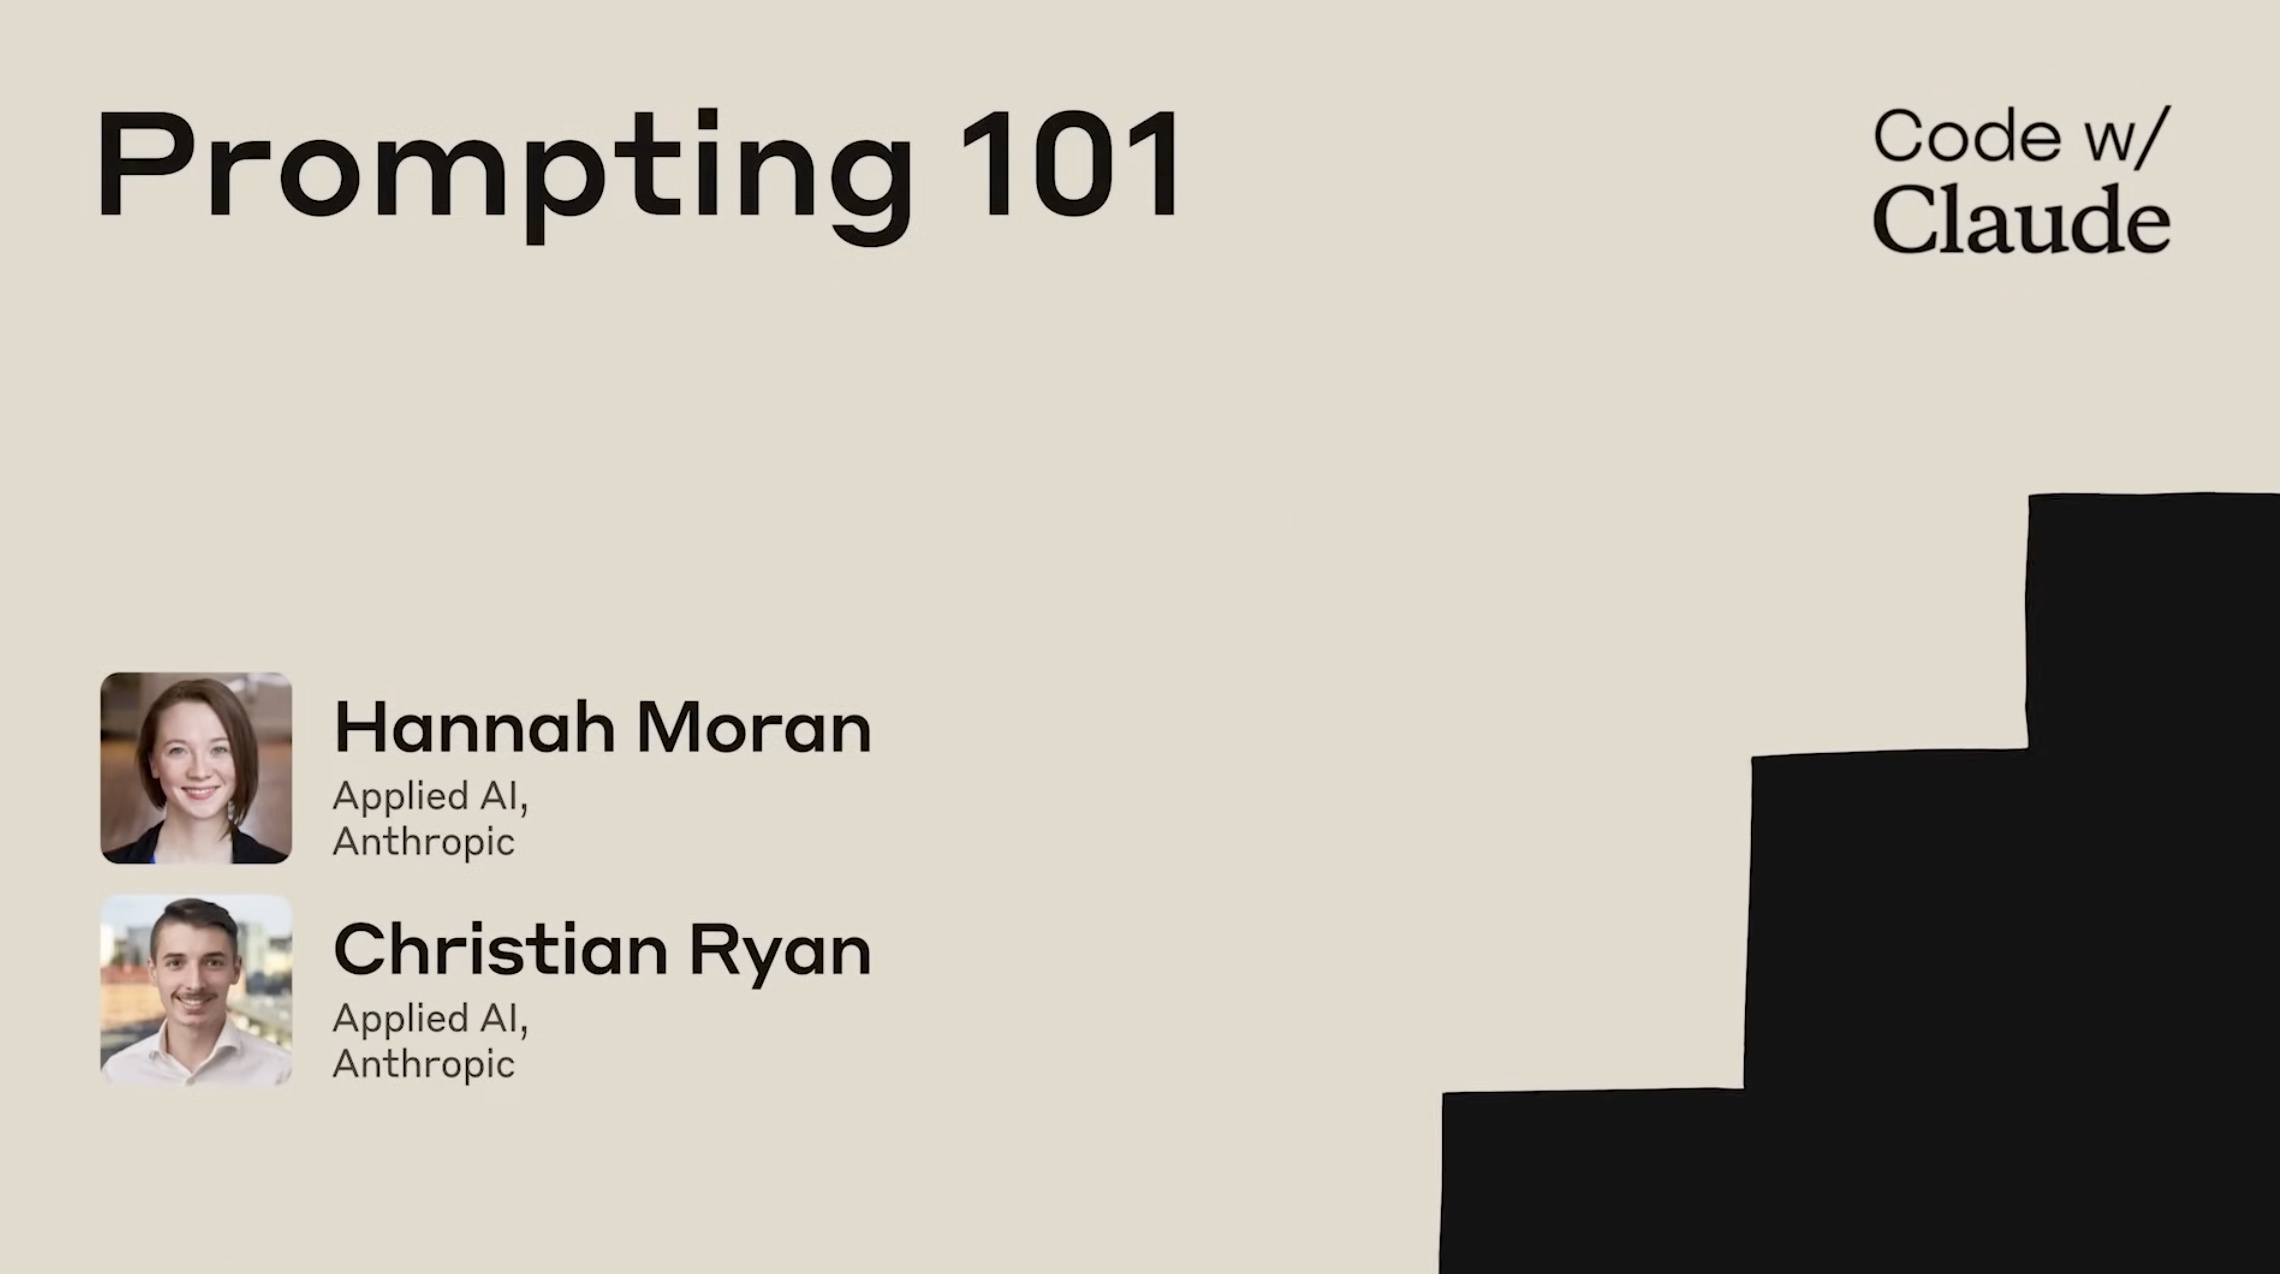 Prompting 101
Code w/
Claude
Hannah Moran
Applied AI,
Anthropic
Christian Ryan
Applied AI,
Anthropic